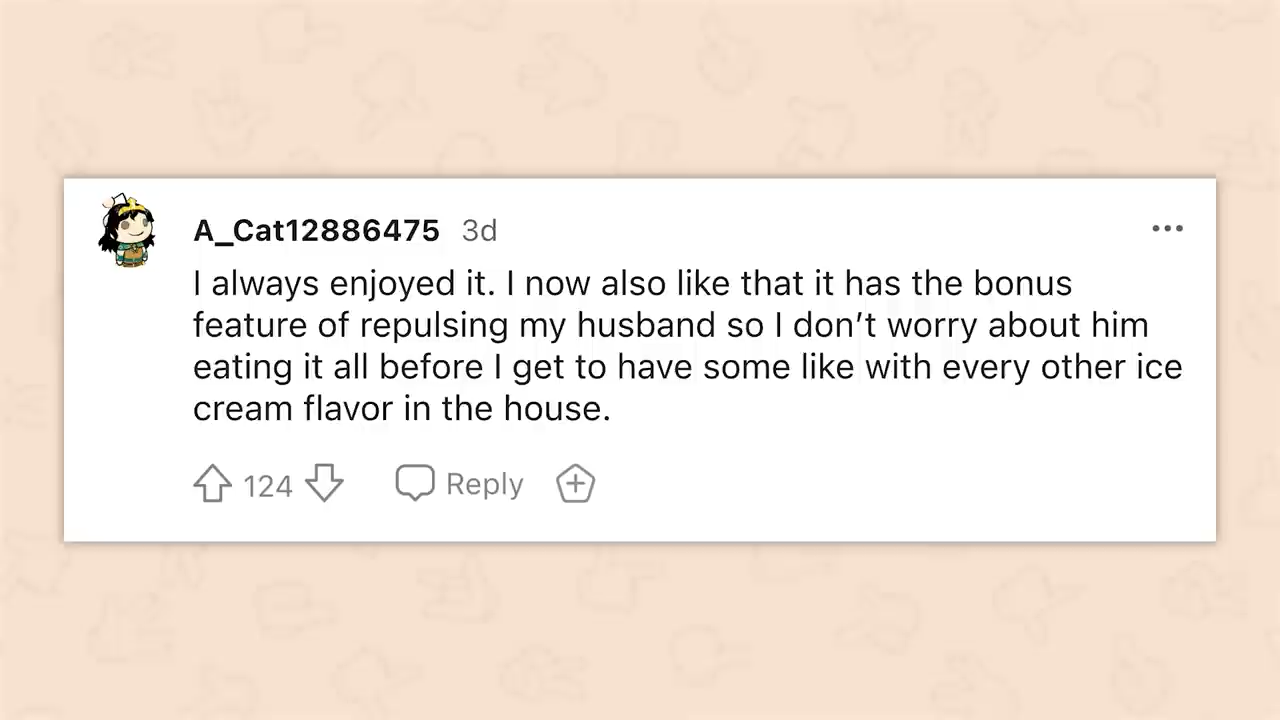 A_Cat12886475 3d
I always enjoyed it. I now also like that it has the bonus
feature of repulsing my husband so I don’t worry about him
eating it all before I get to have some like with every other ice
cream flavor in the house.
124 Reply